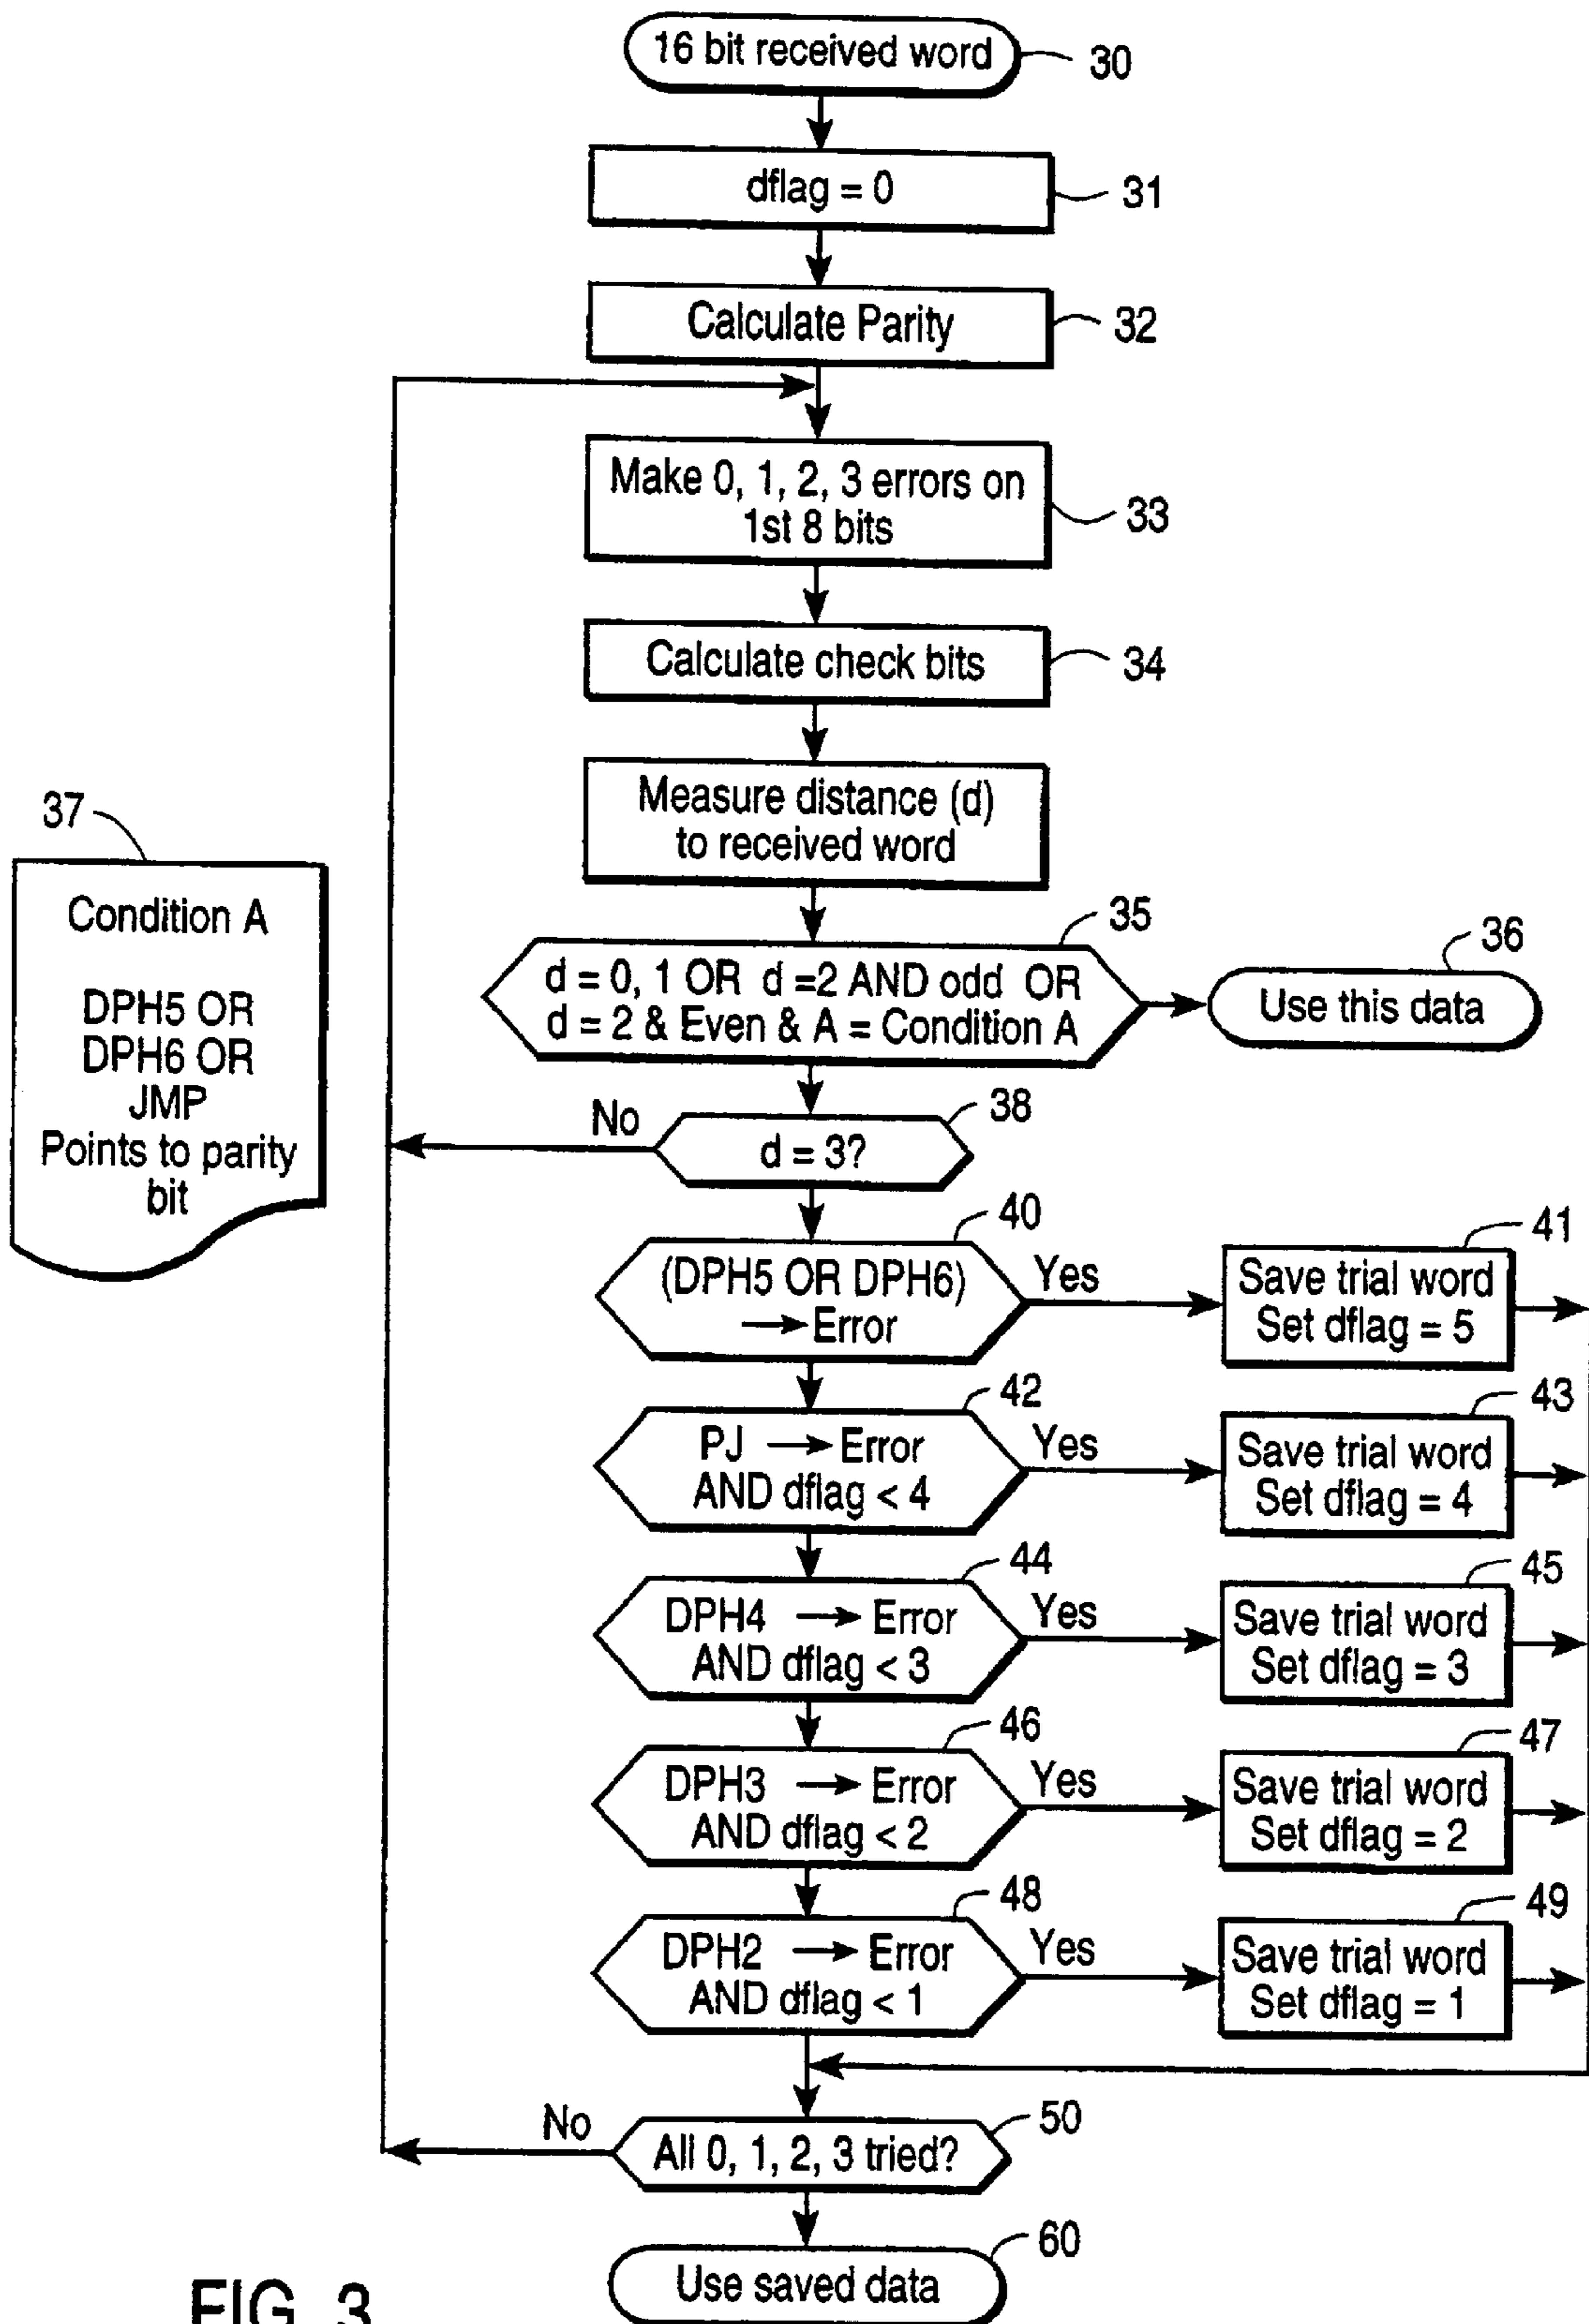 16 bit received word
30
dflag = 0
31
Calculate Parity
32
Make 0, 1, 2, 3 errors on
1st 8 bits
33
Calculate check bits
34
Measure distance (d)
to received word
37
Condition A
DPH5 OR
DPH6 OR
JMP
Points to parity
bit
35
d = 0, 1 OR d =2 AND odd OR
d = 2 & Even & A = Condition A
36
Use this data
38
No
d = 3?
40
(DPH5 OR DPH6)
→ Error
Yes
41
Save trial word
Set dflag = 5
42
PJ → Error
AND dflag < 4
Yes
43
Save trial word
Set dflag = 4
44
DPH4 → Error
AND dflag < 3
Yes
45
Save trial word
Set dflag = 3
46
DPH3 → Error
AND dflag < 2
Yes
47
Save trial word
Set dflag = 2
48
DPH2 → Error
AND dflag < 1
Yes
49
Save trial word
Set dflag = 1
No
50
All 0, 1, 2, 3 tried?
60
Use saved data
FIG. 3